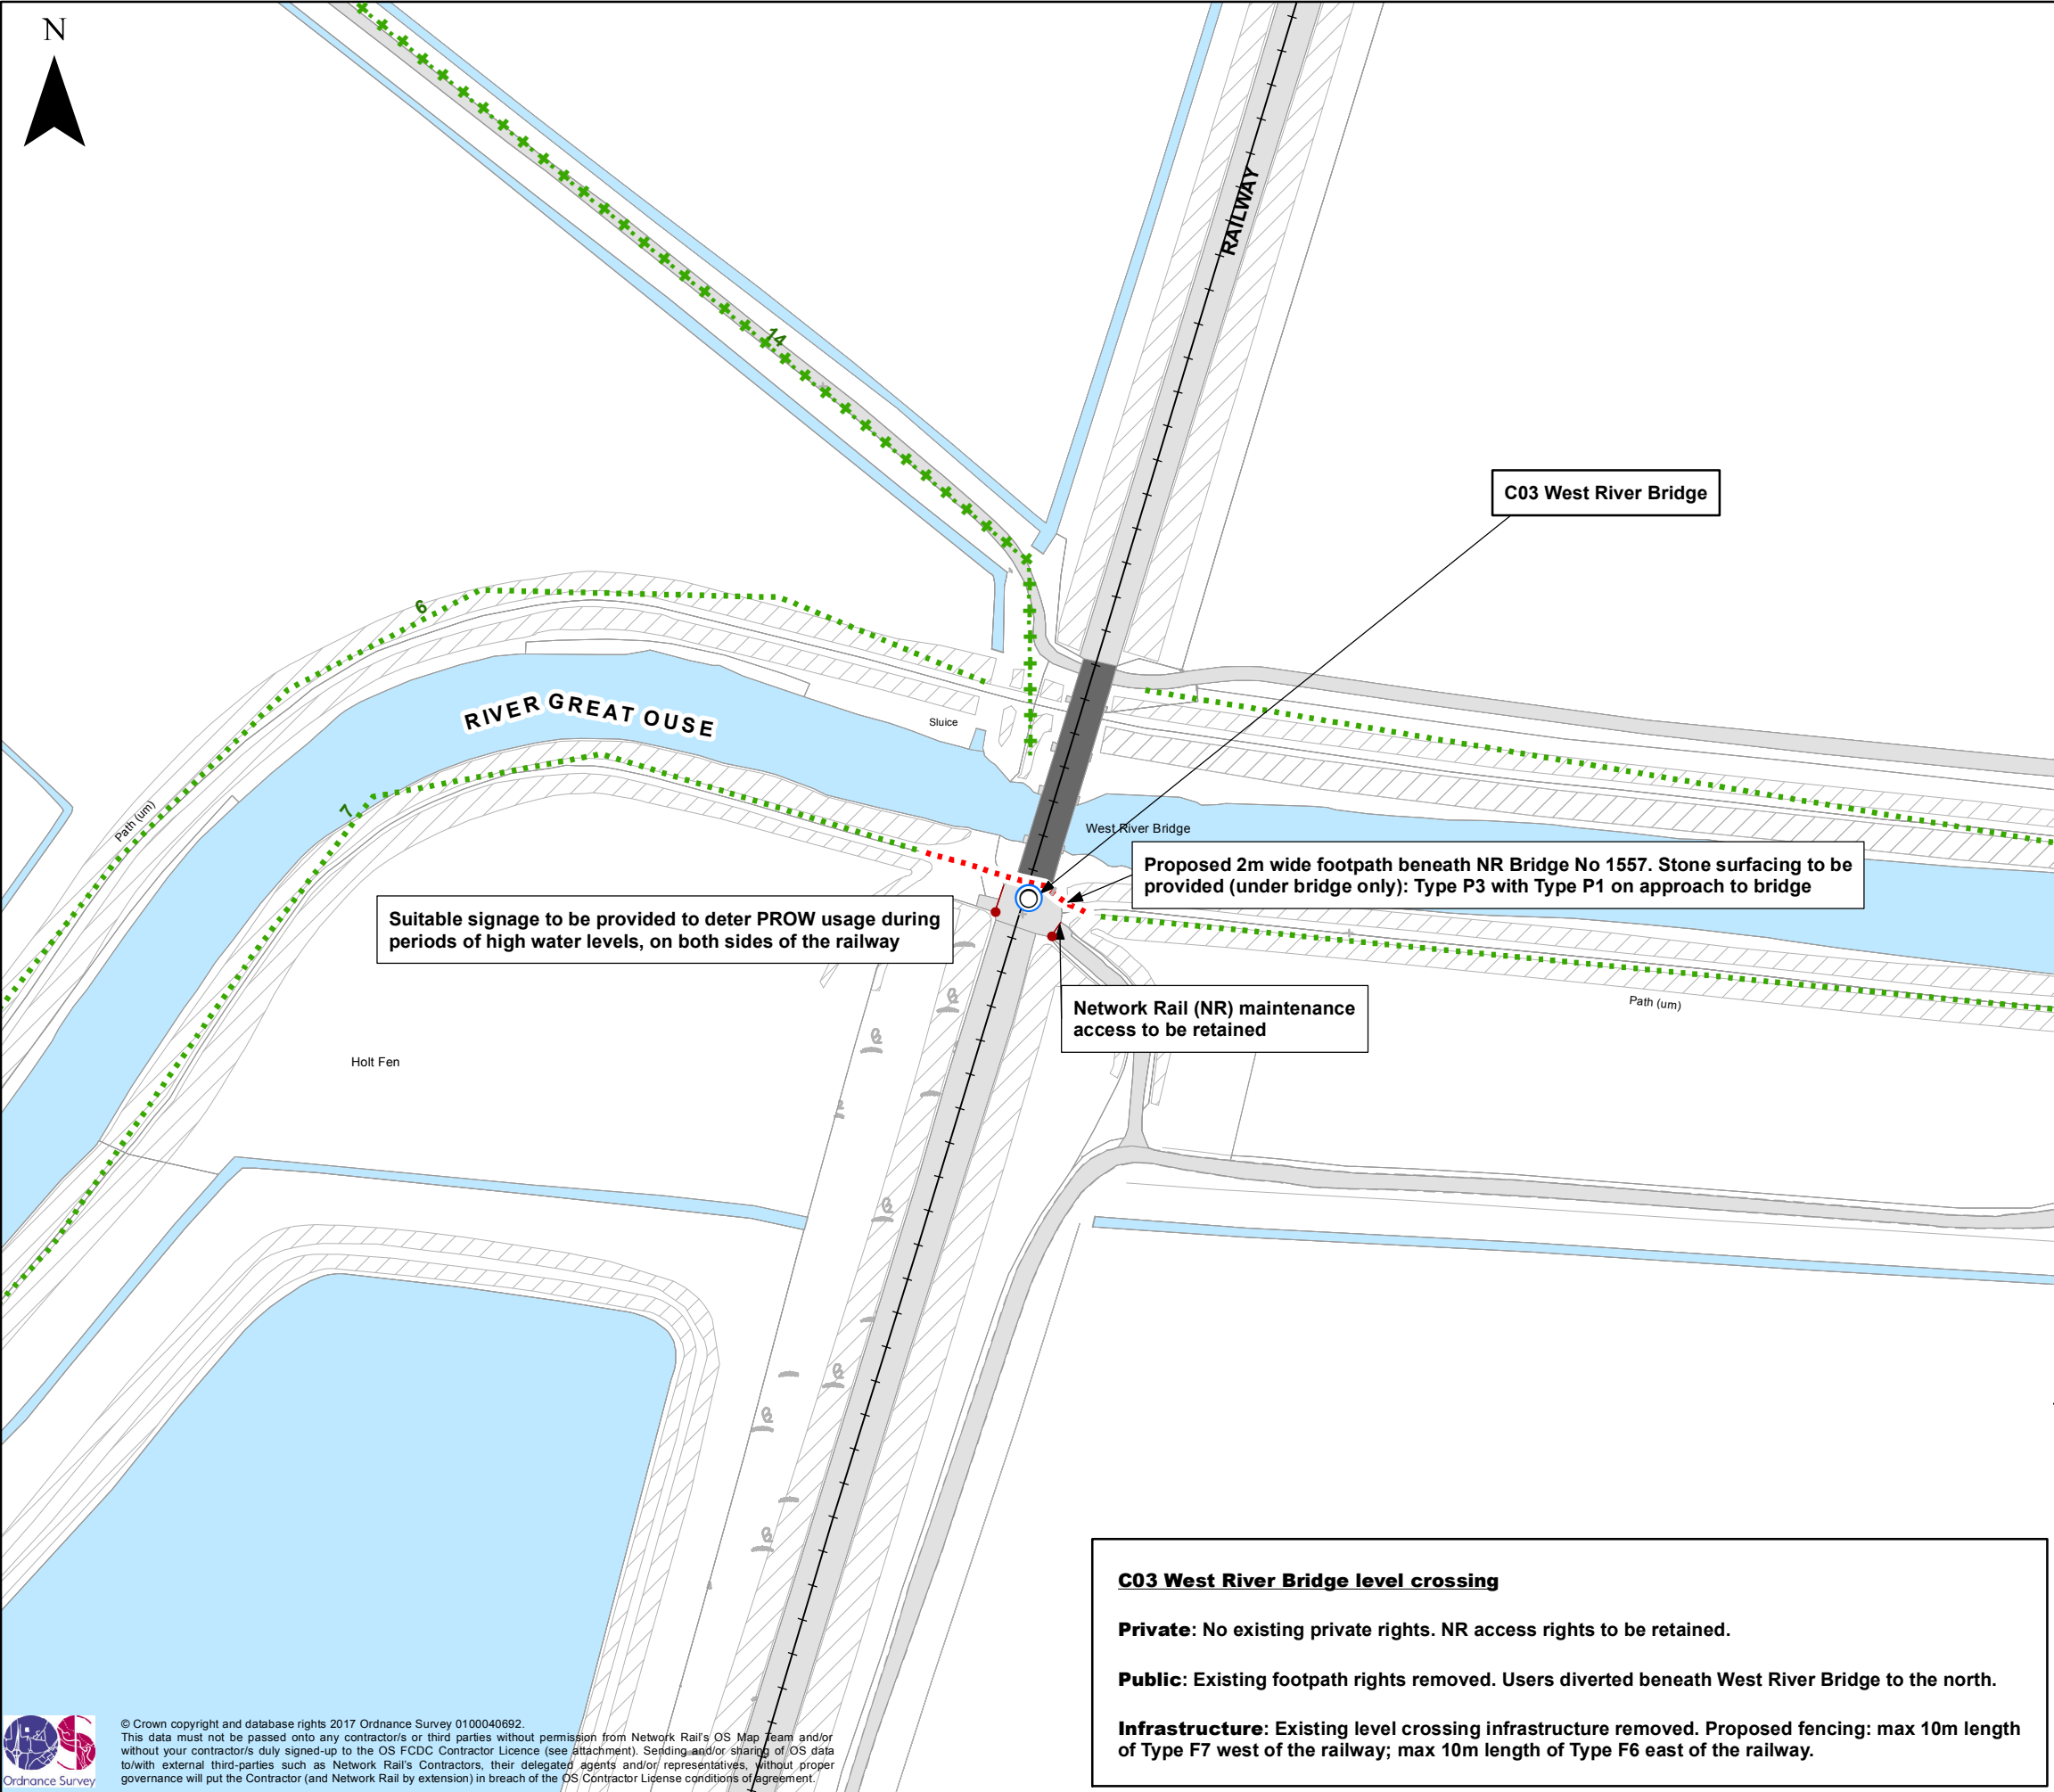 N
RAILWAY
14
C03 West River Bridge
6
RIVER GREAT OUSE
Sluice
7
Path (um)
West River Bridge
Proposed 2m wide footpath beneath NR Bridge No 1557. Stone surfacing to be
provided (under bridge only): Type P3 with Type P1 on approach to bridge
Suitable signage to be provided to deter PROW usage during
periods of high water levels, on both sides of the railway
Network Rail (NR) maintenance
access to be retained
Path (um)
Holt Fen
C03 West River Bridge level crossing
Private: No existing private rights. NR access rights to be retained.
Public: Existing footpath rights removed. Users diverted beneath West River Bridge to the north.
Infrastructure: Existing level crossing infrastructure removed. Proposed fencing: max 10m length
of Type F7 west of the railway; max 10m length of Type F6 east of the railway.
© Crown copyright and database rights 2017 Ordnance Survey 0100040692.
This data must not be passed onto any contractor/s or third parties without permission from Network Rail's OS Map Team and/or
without your contractor/s duly signed-up to the OS FCDC Contractor Licence (see attachment). Sending and/or sharing of OS data
to/with external third-parties such as Network Rail's Contractors, their delegated agents and/or representatives, without proper
governance will put the Contractor (and Network Rail by extension) in breach of the OS Contractor License conditions of agreement.
Ordnance Survey